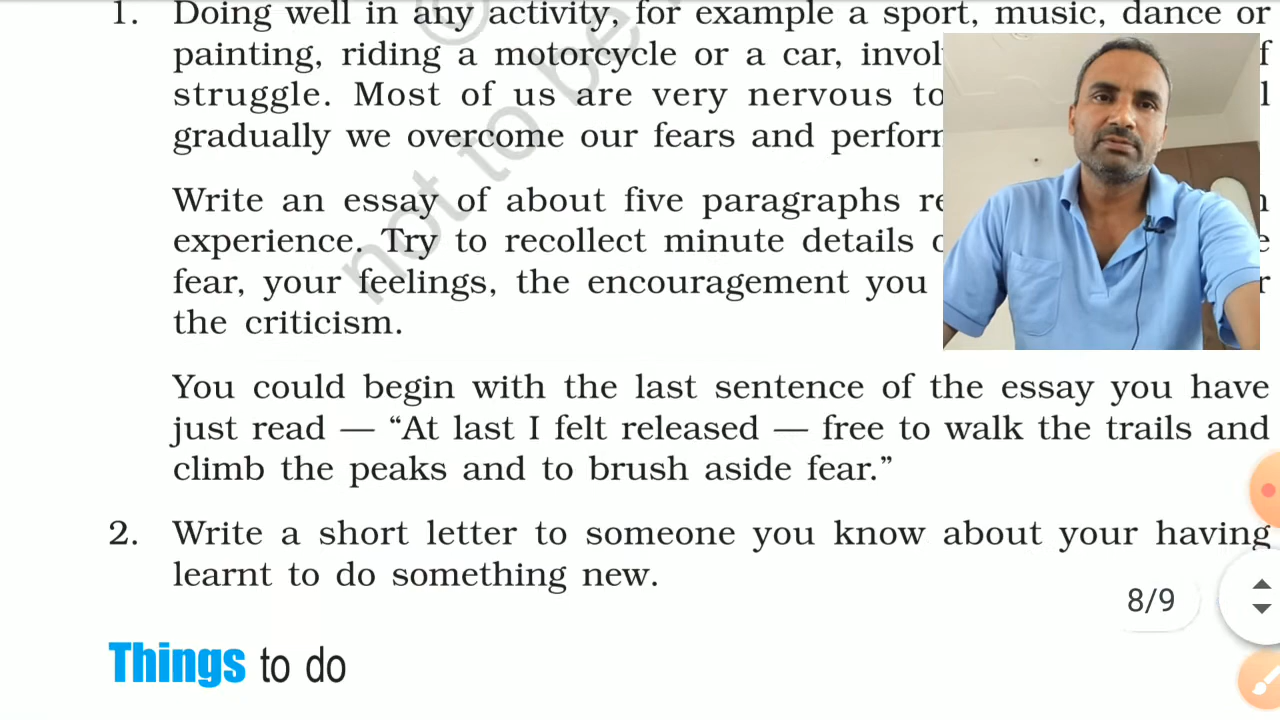 1. Doing well in any activity, for example a sport, music, dance or
painting, riding a motorcycle or a car,
struggle. Most of us are very nervous to
gradually we overcome our fears and
Write an essay of about five paragraphs
experience. Try to recollect minute details
fear, your feelings, the encouragement you
the criticism.
You could begin with the last sentence of the essay you have
just read — “At last I felt released — free to walk the trails and
climb the peaks and to brush aside fear.”
2. Write a short letter to someone you know about your having
learnt to do something new.
8/9
Things to do
not to be